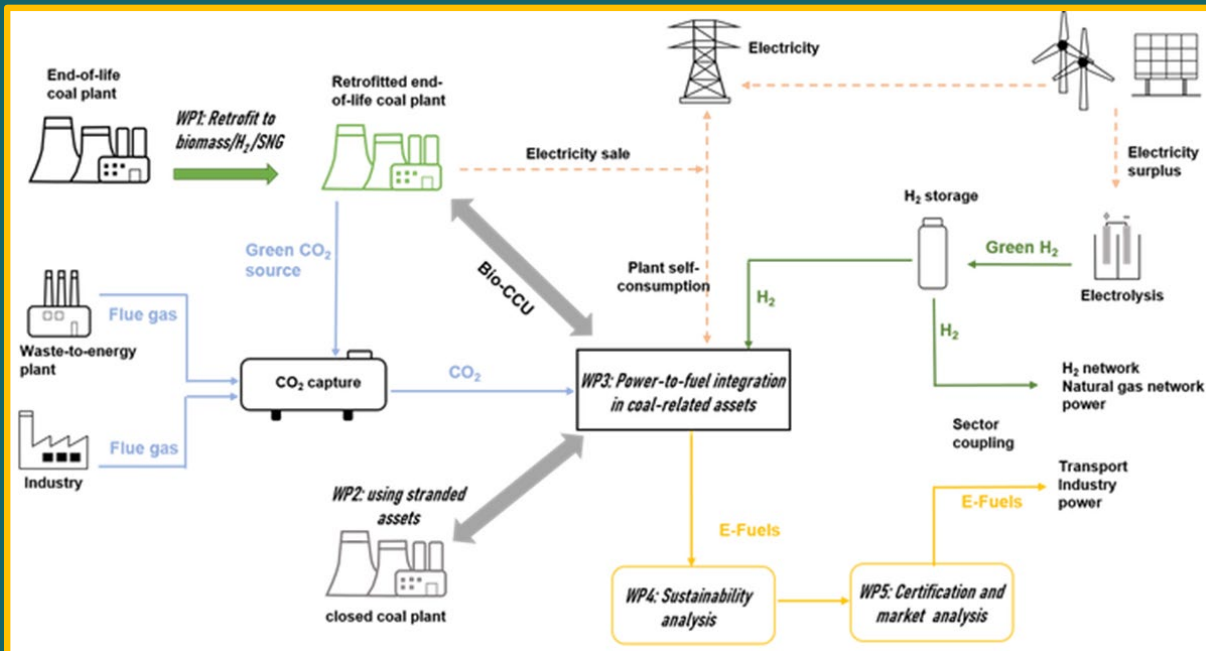 End-of-life
coal plant
WP1: Retrofit to
biomass/H₂/SNG
Retrofitted end-
of-life coal plant
Electricity
Electricity sale
Electricity
surplus
H₂ storage
Green CO₂
source
Bio-CCU
Plant self-
consumption
Green H₂
+ −
Electrolysis
H₂
H₂
Flue gas
Waste-to-energy
plant
CO₂ capture
CO₂
WP3: Power-to-fuel integration
in coal-related assets
H₂ network
Natural gas network
power
Sector
coupling
Flue gas
Industry
WP2: using stranded
assets
closed coal plant
Transport
Industry
power
E-Fuels
E-Fuels
WP4: Sustainability
analysis
WP5: Certification and
market analysis